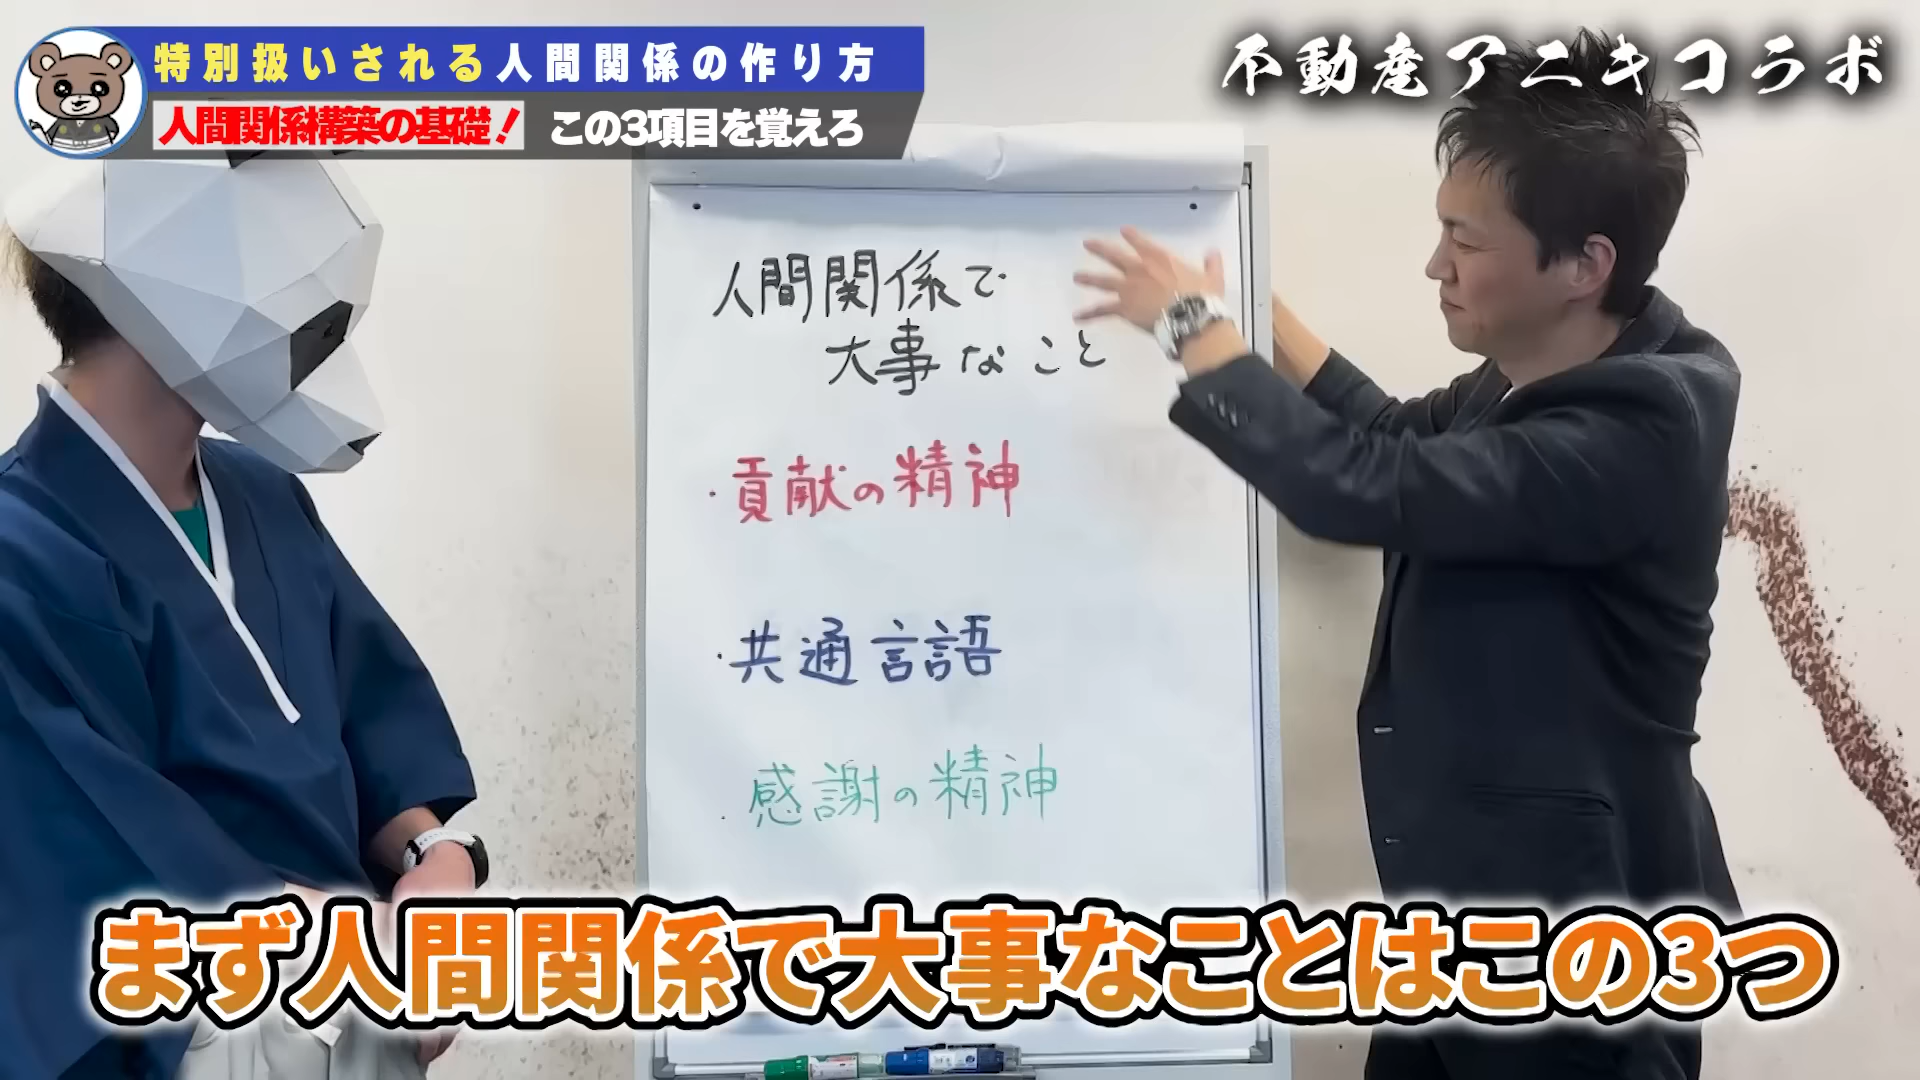 特別扱いされる人間関係の作り方
人間関係構築の基礎！ この3項目を覚えろ
不動産アニキコラボ
人間関係で
大事なこと
・貢献の精神
・共通言語
・感謝の精神
まず人間関係で大事なことはこの3つ